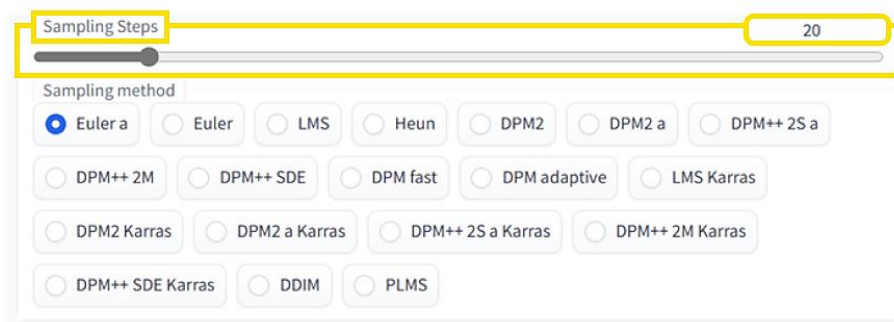 Sampling Steps 20
Sampling method
Euler a Euler LMS Heun DPM2 DPM2 a DPM++ 2S a
DPM++ 2M DPM++ SDE DPM fast DPM adaptive LMS Karras
DPM2 Karras DPM2 a Karras DPM++ 2S a Karras DPM++ 2M Karras
DPM++ SDE Karras DDIM PLMS